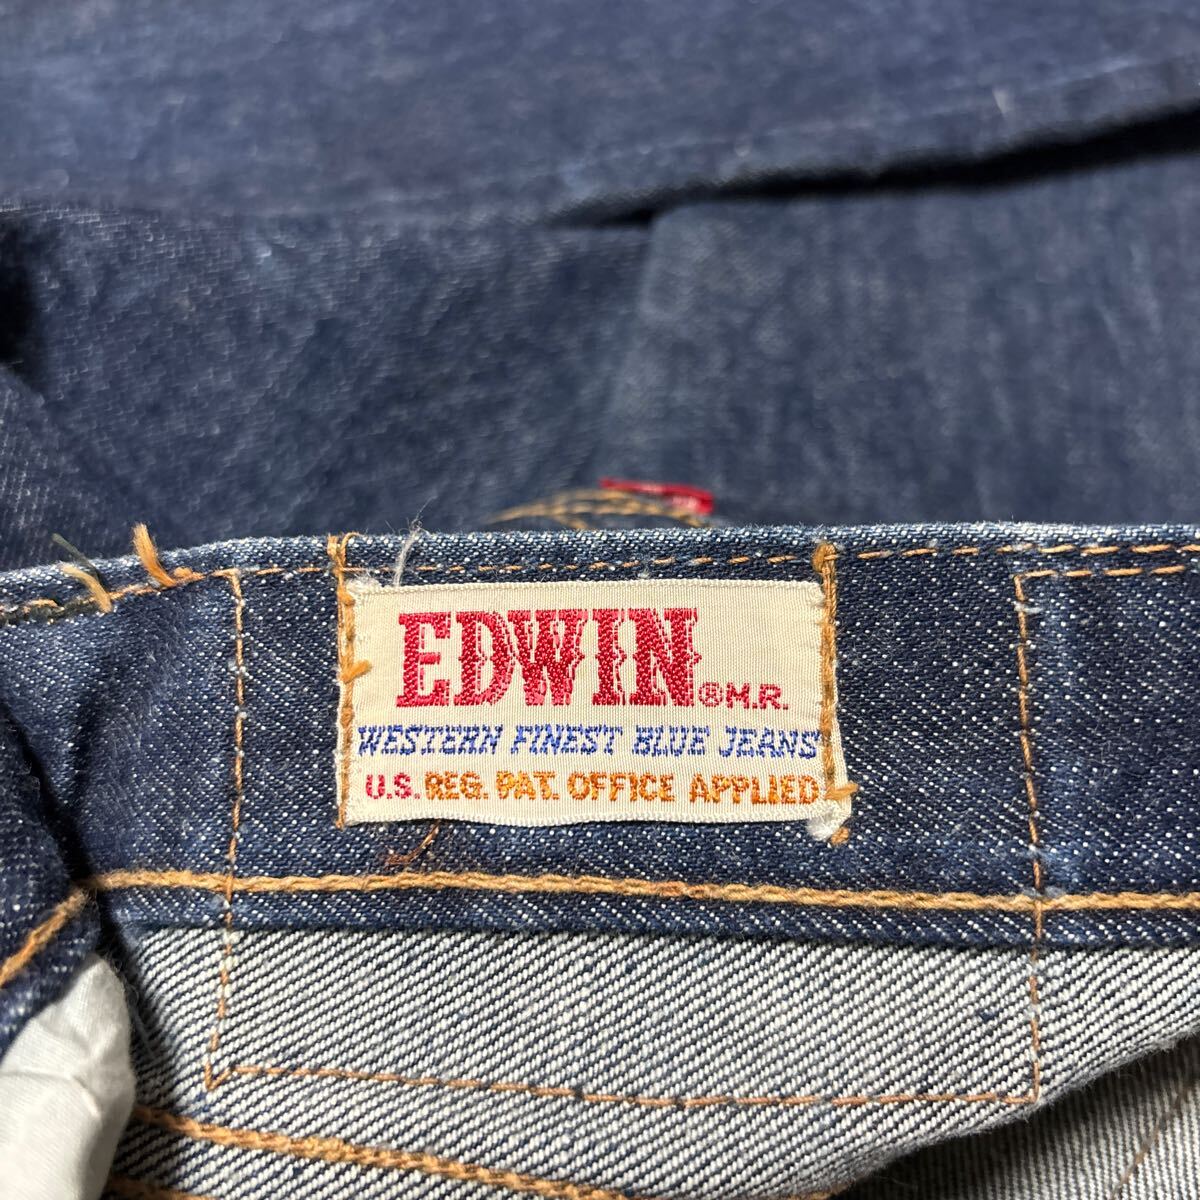 EDWIN ® M.R.
WESTERN FINEST BLUE JEANS
U.S. REG. PAT. OFFICE APPLIED